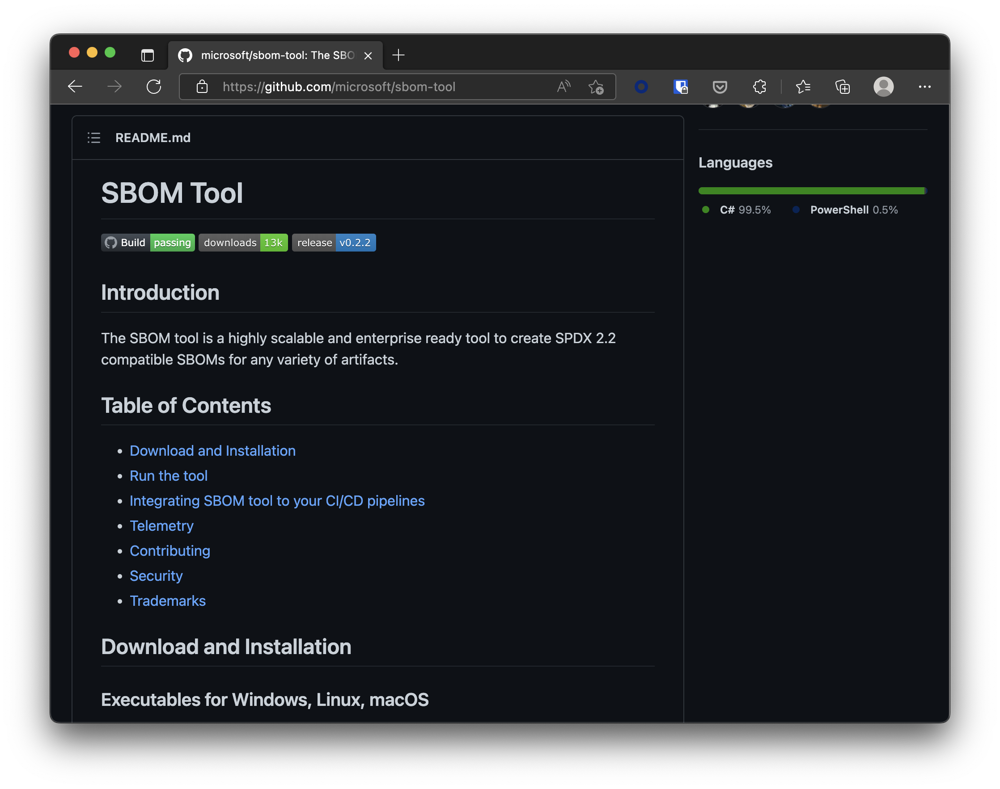 microsoft/sbom-tool: The SBO
https://github.com/microsoft/sbom-tool
README.md
SBOM Tool
Build passing downloads 13k release v0.2.2
Introduction
The SBOM tool is a highly scalable and enterprise ready tool to create SPDX 2.2
compatible SBOMs for any variety of artifacts.
Table of Contents
• Download and Installation
• Run the tool
• Integrating SBOM tool to your CI/CD pipelines
• Telemetry
• Contributing
• Security
• Trademarks
Download and Installation
Executables for Windows, Linux, macOS
Languages
C# 99.5% PowerShell 0.5%